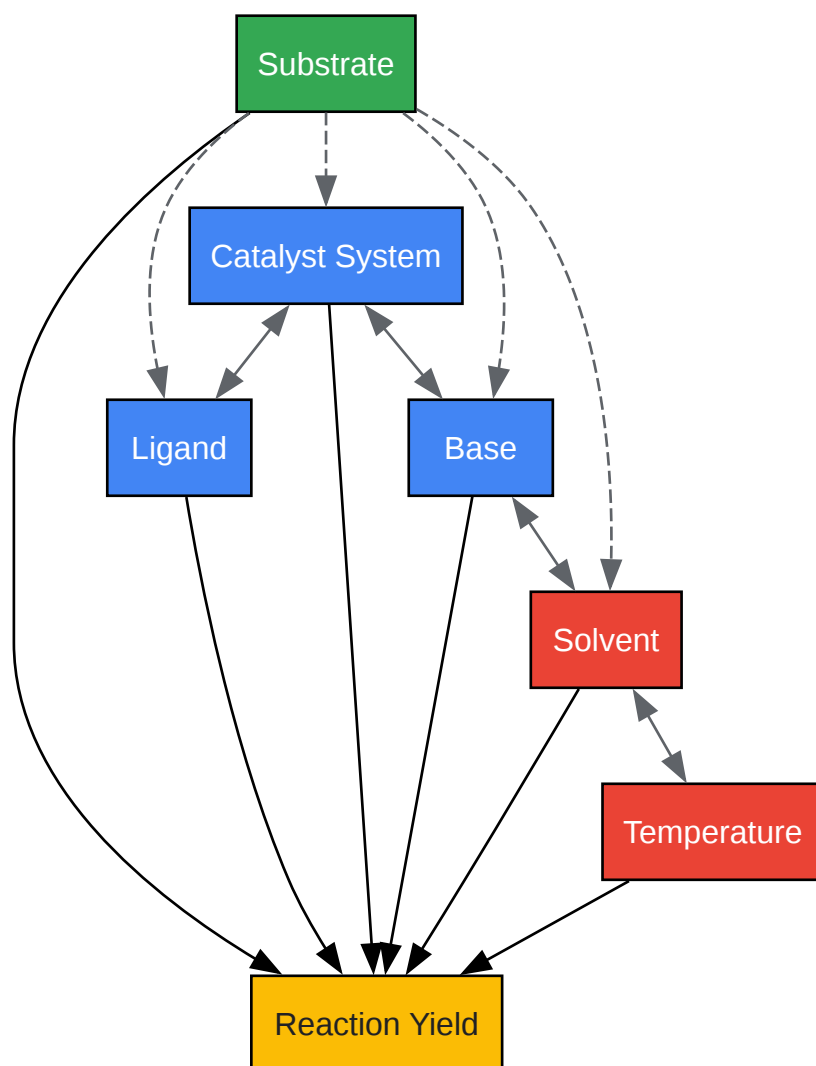 Substrate
Catalyst System
Ligand
Base
Solvent
Temperature
Reaction Yield